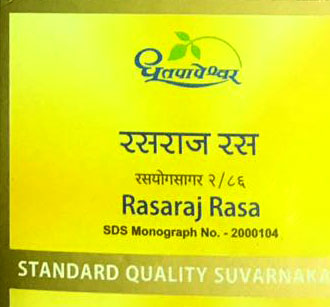 धूतपापेश्वर
रसराज रस
रसयोगसागर २/८६
Rasaraj Rasa
SDS Monograph No. - 2000104
STANDARD QUALITY SUVARNAKA